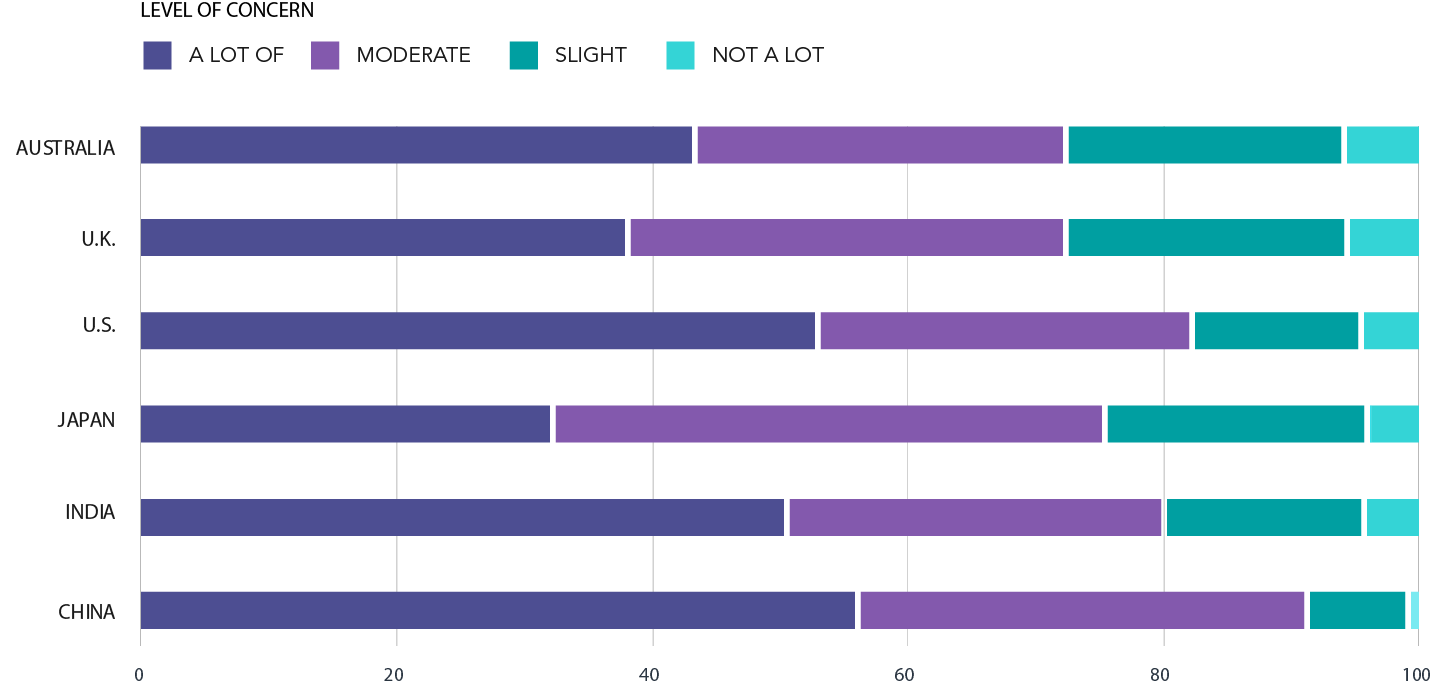 LEVEL OF CONCERN
A LOT OF MODERATE SLIGHT NOT A LOT
AUSTRALIA
U.K.
U.S.
JAPAN
INDIA
CHINA
0 20 40 60 80 100